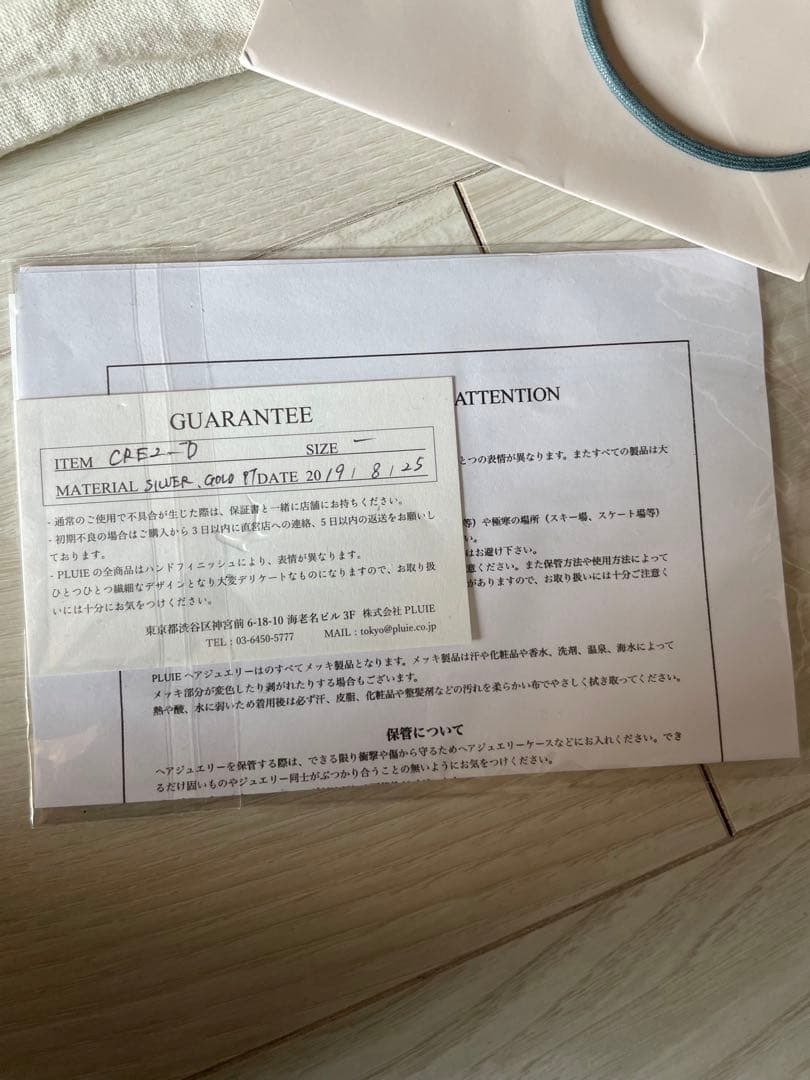 GUARANTEE
ITEM CRE2-D SIZE ー
MATERIAL SILVER, GOLD PT DATE 2019/8/25
- 通常のご使用で不具合が生じた際は、保証書と一緒に店舗にお持ちください。
- 初期不良の場合はご購入から3日以内に直営店への連絡、5日以内の返送をお願いし
ております。
- PLUIEの全商品はハンドフィニッシュにより、表情が異なります。
ひとつひとつ繊細なデザインとなり大変デリケートなものになりますので、お取り扱
いには十分にお気をつけください。
東京都渋谷区神宮前 6-18-10 海老名ビル 3F 株式会社 PLUIE
TEL : 03-6450-5777 MAIL : tokyo@pluie.co.jp
ATTENTION
とつの表情が異なります。またすべての製品は大
等）や極寒の場所（スキー場、スケート場等）
い。
はお避け下さい。
意ください。また保管方法や使用方法によって
がありますので、お取り扱いには十分ご注意く
PLUIE ヘアジュエリーはすべてメッキ製品となります。メッキ製品は汗や化粧品や香水、洗剤、温泉、海水によって
メッキ部分が変色したり剥がれたりする場合もございます。
熱や酸、水に弱いため着用後は必ず汗、皮脂、化粧品や整髪剤などの汚れを柔らかい布でやさしく拭き取ってください。
保管について
ヘアジュエリーを保管する際は、できる限り衝撃や傷から守るためヘアジュエリーケースなどにお入れください。でき
るだけ固いものやジュエリー同士がぶつかり合うことの無いようにお気をつけください。